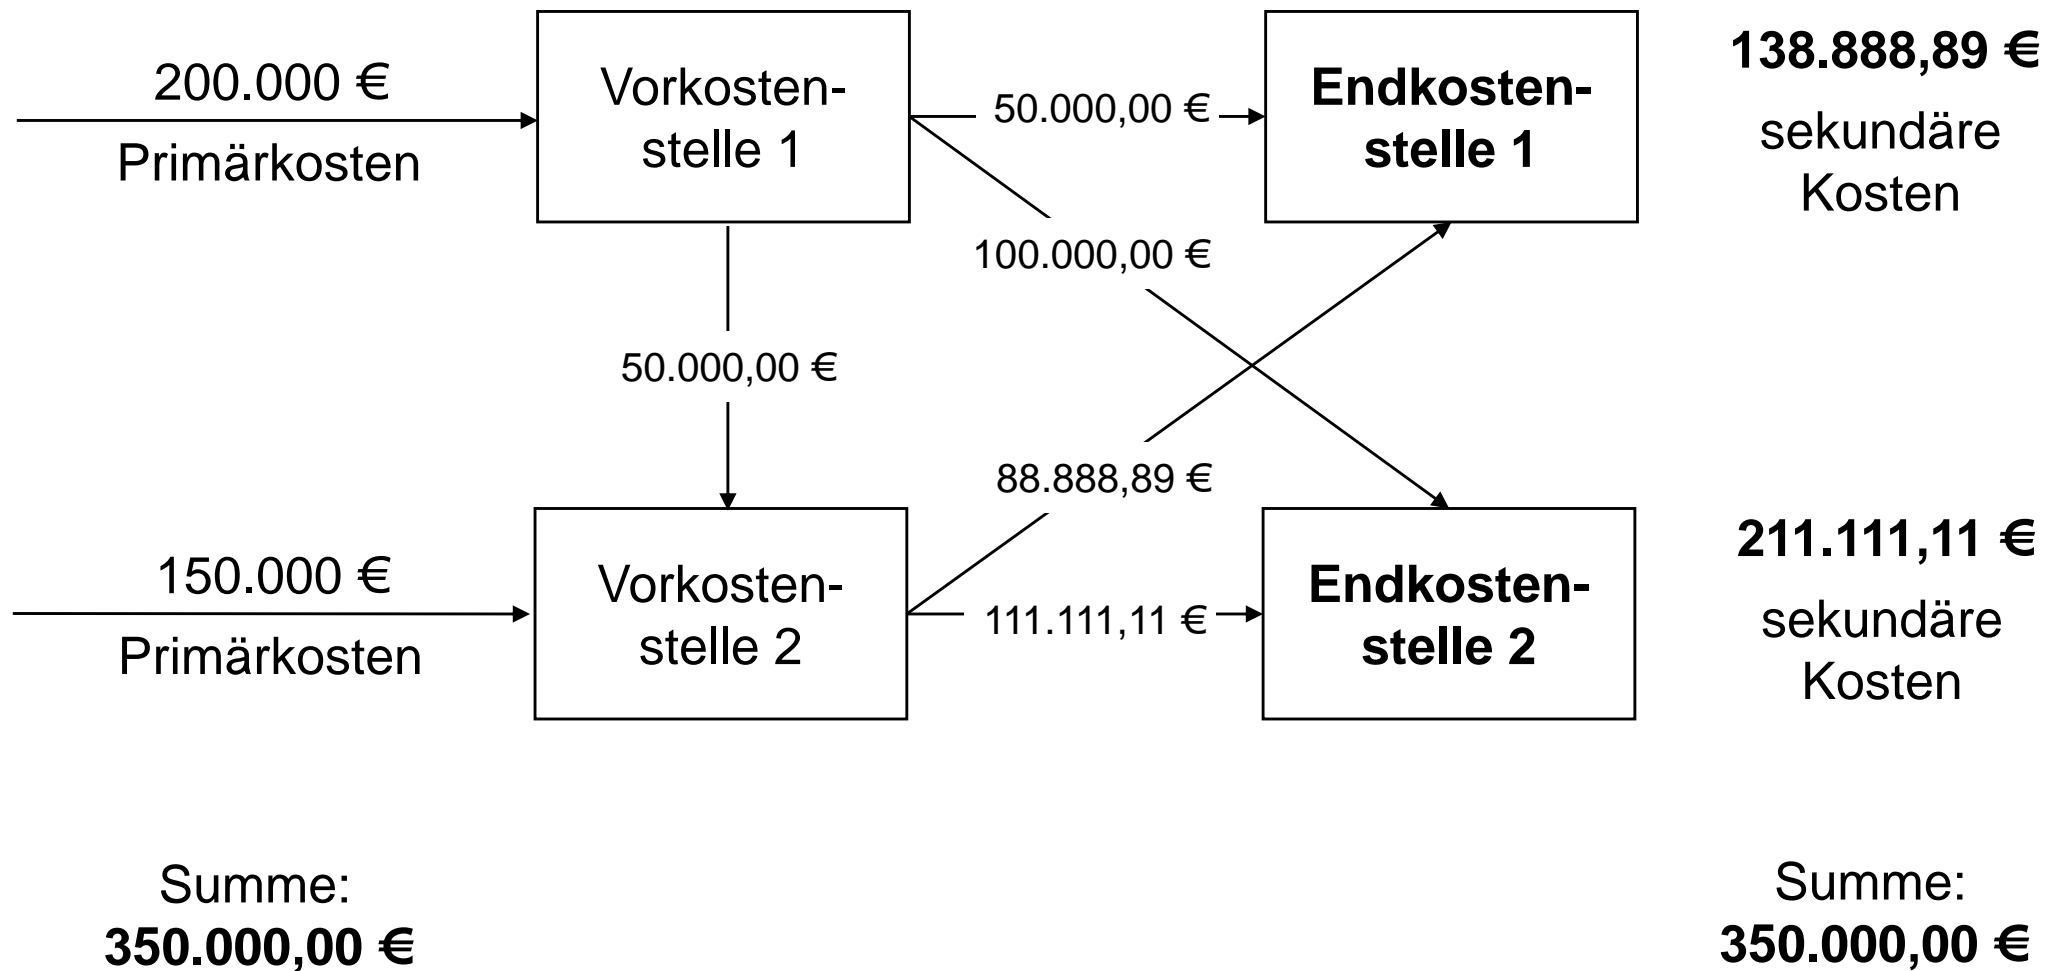 200.000 €
Primärkosten
Vorkosten-
stelle 1
50.000,00 €
Endkosten-
stelle 1
138.888,89 €
sekundäre
Kosten
100.000,00 €
50.000,00 €
88.888,89 €
150.000 €
Primärkosten
Vorkosten-
stelle 2
111.111,11 €
Endkosten-
stelle 2
211.111,11 €
sekundäre
Kosten
Summe:
350.000,00 €
Summe:
350.000,00 €